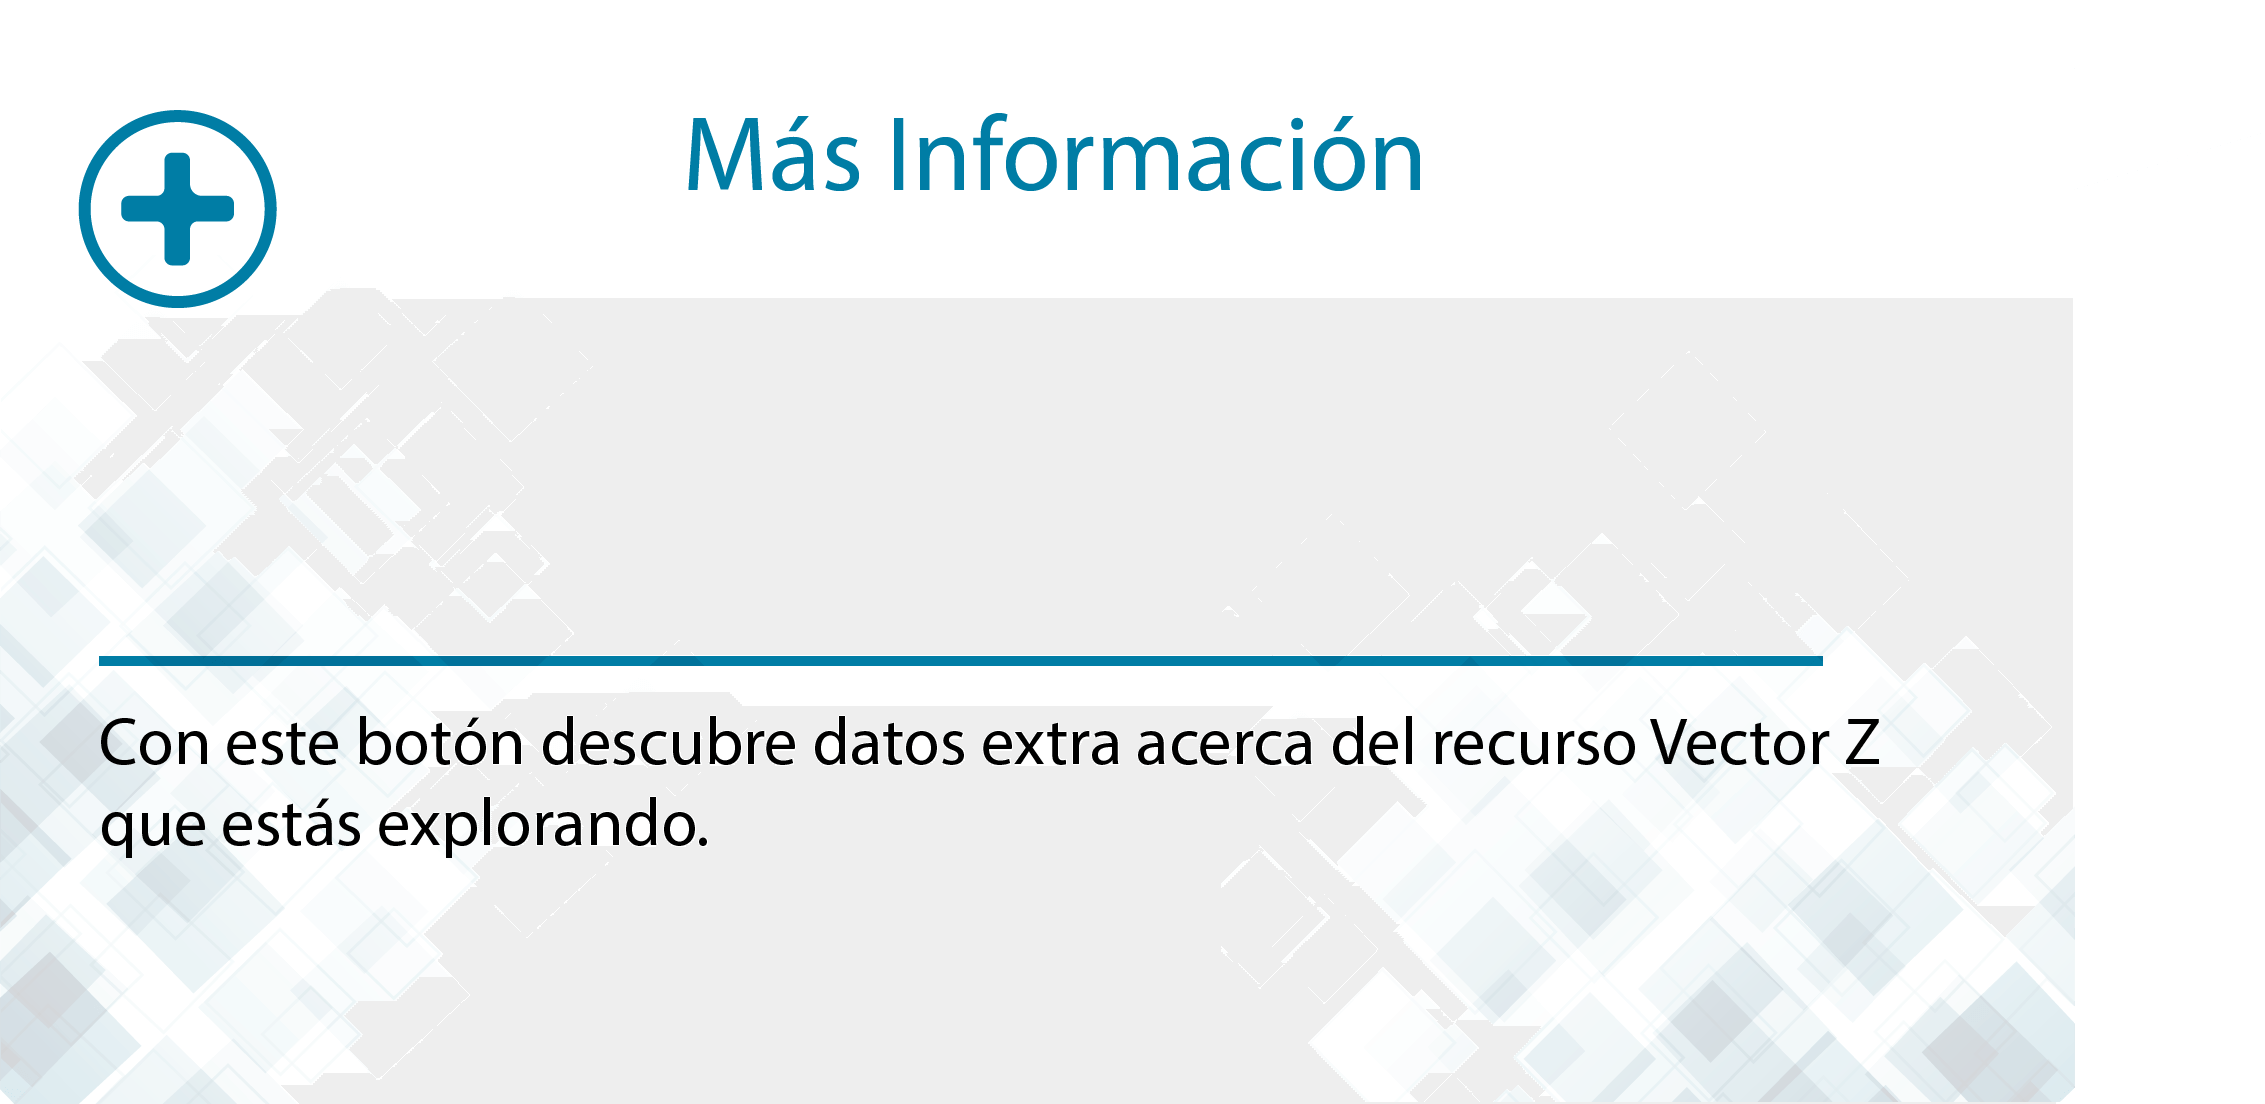 Más Información
Con este botón descubre datos extra acerca del recurso Vector Z
que estás explorando.